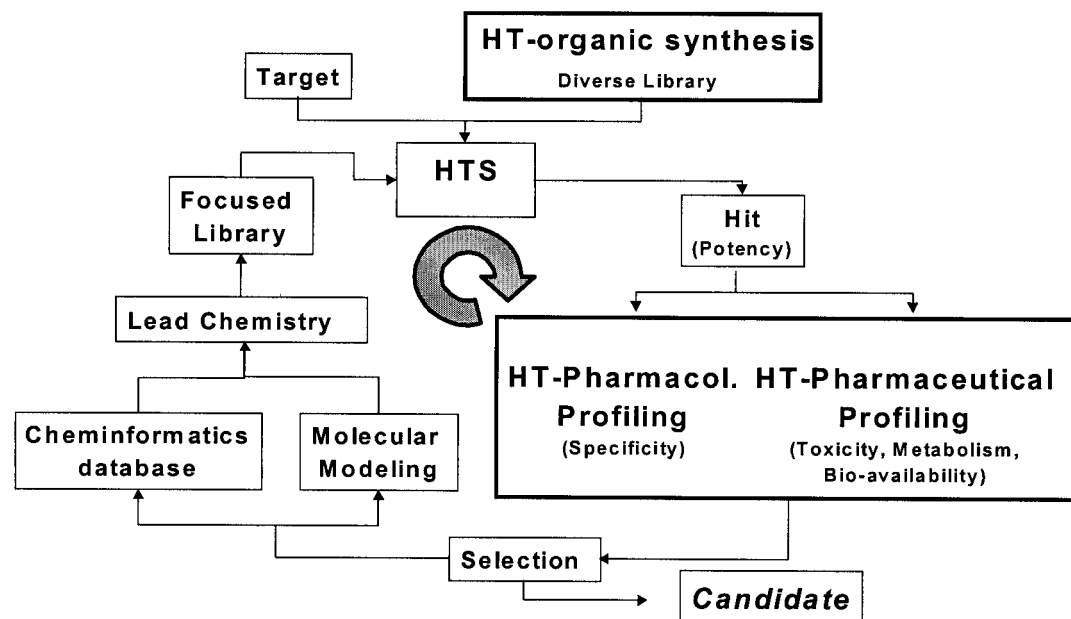 HT-organic synthesis
Diverse Library
Target
HTS
Focused
Library
Hit
(Potency)
Lead Chemistry
HT-Pharmacol.
Profiling
(Specificity)
HT-Pharmaceutical
Profiling
(Toxicity, Metabolism,
Bio-availability)
Cheminformatics
database
Molecular
Modeling
Selection
Candidate